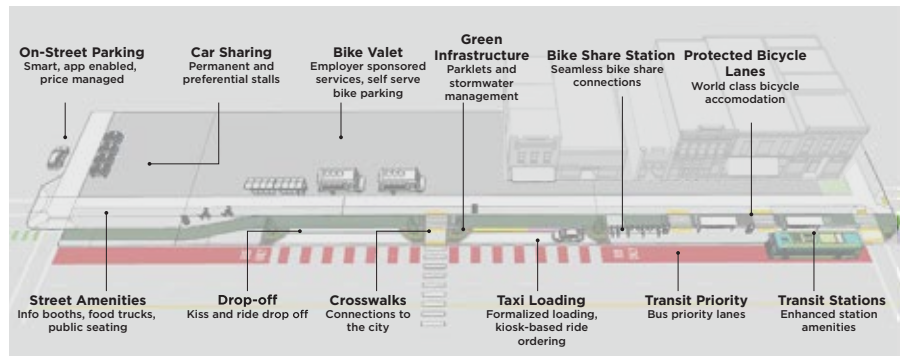 On-Street Parking
Smart, app enabled,
price managed
Car Sharing
Permanent and
preferential stalls
Bike Valet
Employer sponsored
services, self serve
bike parking
Green
Infrastructure
Parklets and
stormwater
management
Bike Share Station
Seamless bike share
connections
Protected Bicycle
Lanes
World class bicycle
accomodation
Street Amenities
Info booths, food trucks,
public seating
Drop-off
Kiss and ride drop off
Crosswalks
Connections to
the city
Taxi Loading
Formalized loading,
kiosk-based ride
ordering
Transit Priority
Bus priority lanes
Transit Stations
Enhanced station
amenities